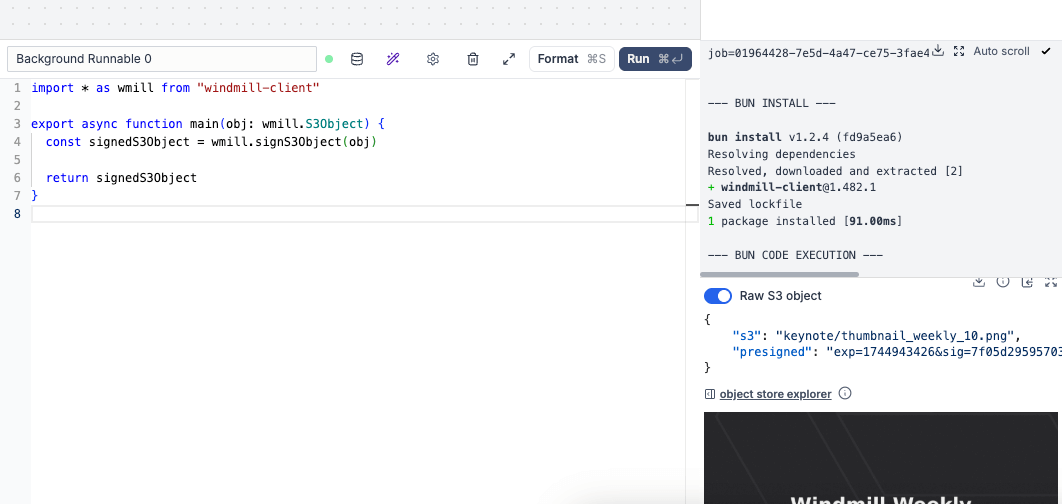 Background Runnable 0
Format ⌘S
Run ⌘↵
1 import * as wmill from "windmill-client"
2
3 export async function main(obj: wmill.S3Object) {
4 const signedS3Object = wmill.signS3Object(obj)
5
6 return signedS3Object
7 }
8
job=01964428-7e5d-4a47-ce75-3fae4
Auto scroll
--- BUN INSTALL ---
bun install v1.2.4 (fd9a5ea6)
Resolving dependencies
Resolved, downloaded and extracted [2]
+ windmill-client@1.482.1
Saved lockfile
1 package installed [91.00ms]
--- BUN CODE EXECUTION ---
Raw S3 object
{
"s3": "keynote/thumbnail_weekly_10.png",
"presigned": "exp=1744943426&sig=7f05d29595703
}
object store explorer
Windmill Weekly